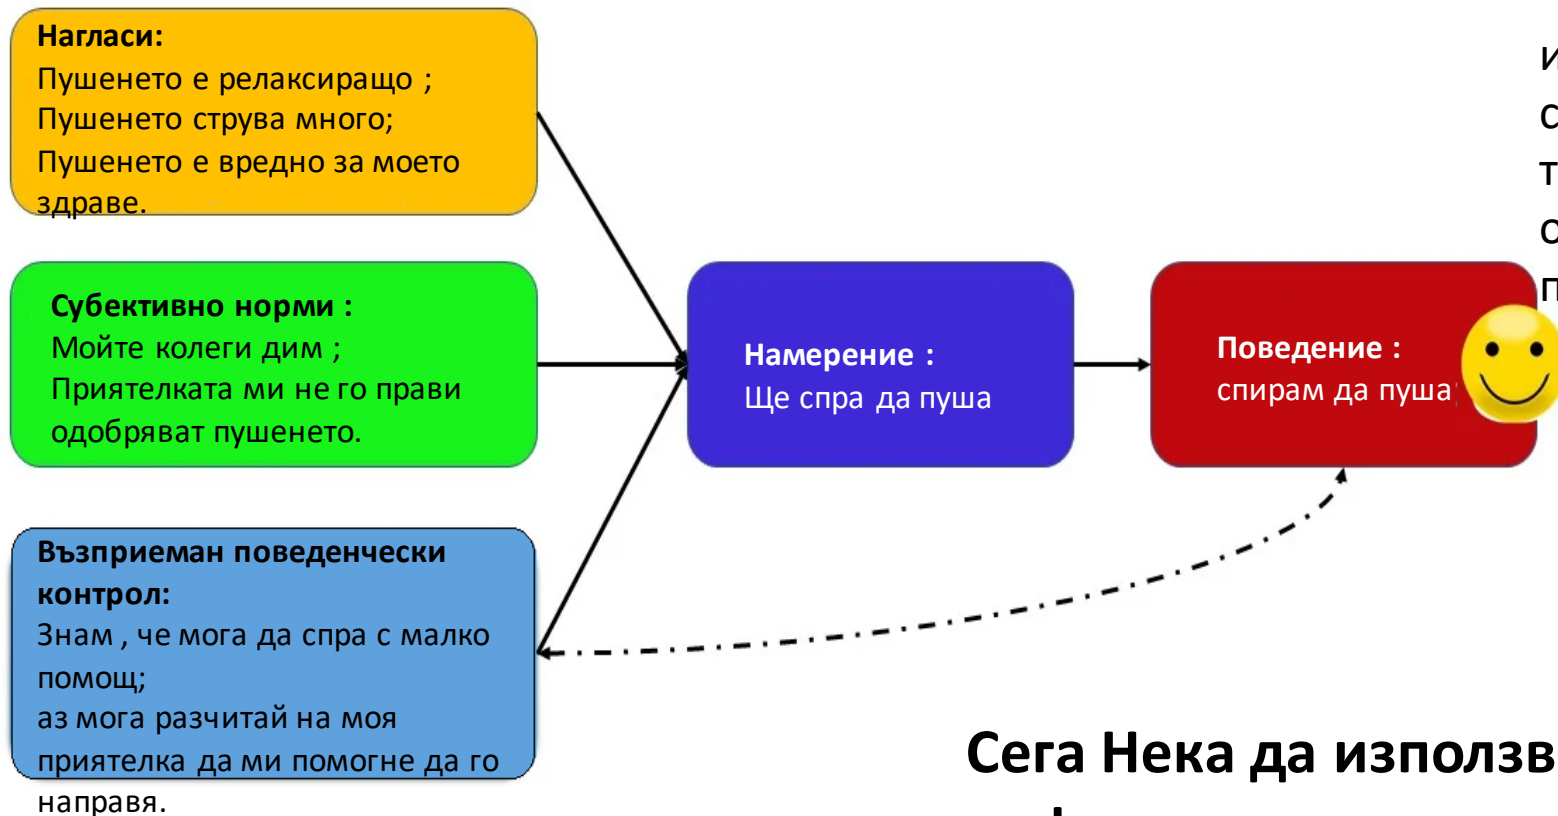 Нагласи:
Пушенето е релаксиращо ;
Пушенето струва много;
Пушенето е вредно за моето
здраве.
Субективно норми :
Мойте колеги дим ;
Приятелката ми не го прави
одобряват пушенето.
Възприеман поведенчески
контрол:
Знам , че мога да спра с малко
помощ;
аз мога разчитай на моя
приятелка да ми помогне да го
направя.
Намерение :
Ще спра да пуша
Поведение :
спирам да пуша
Сега Нека да използв